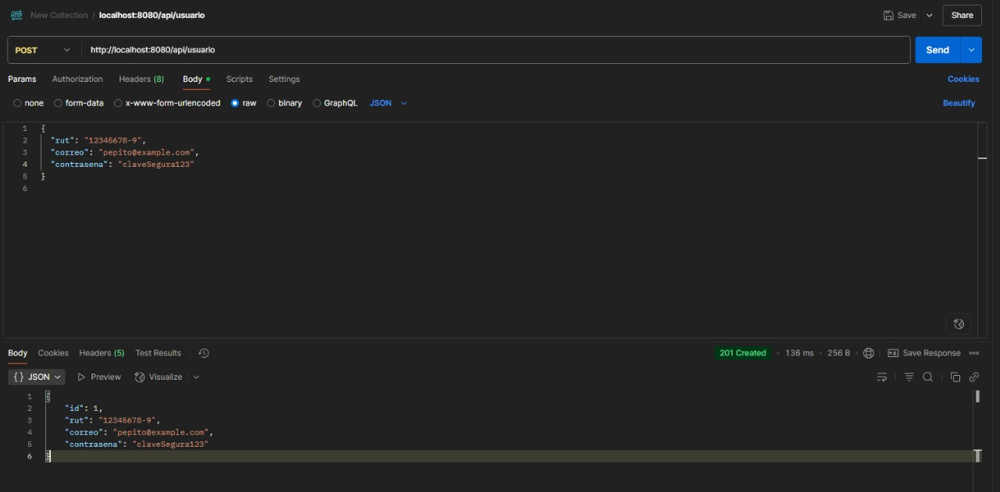 HTTP New Collection / localhost:8080/api/usuario Save Share
POST http://localhost:8080/api/usuario Send
Params Authorization Headers (8) Body Scripts Settings Cookies
none form-data x-www-form-urlencoded raw binary GraphQL JSON Beautify
1 {
2 "rut": "12345678-9",
3 "correo": "pepito@example.com",
4 "contrasena": "claveSegura123"
5 }
6
Body Cookies Headers (5) Test Results 201 Created 136 ms 256 B Save Response
{} JSON Preview Visualize
1 {
2 "id": 1,
3 "rut": "12345678-9",
4 "correo": "pepito@example.com",
5 "contrasena": "claveSegura123"
6 }